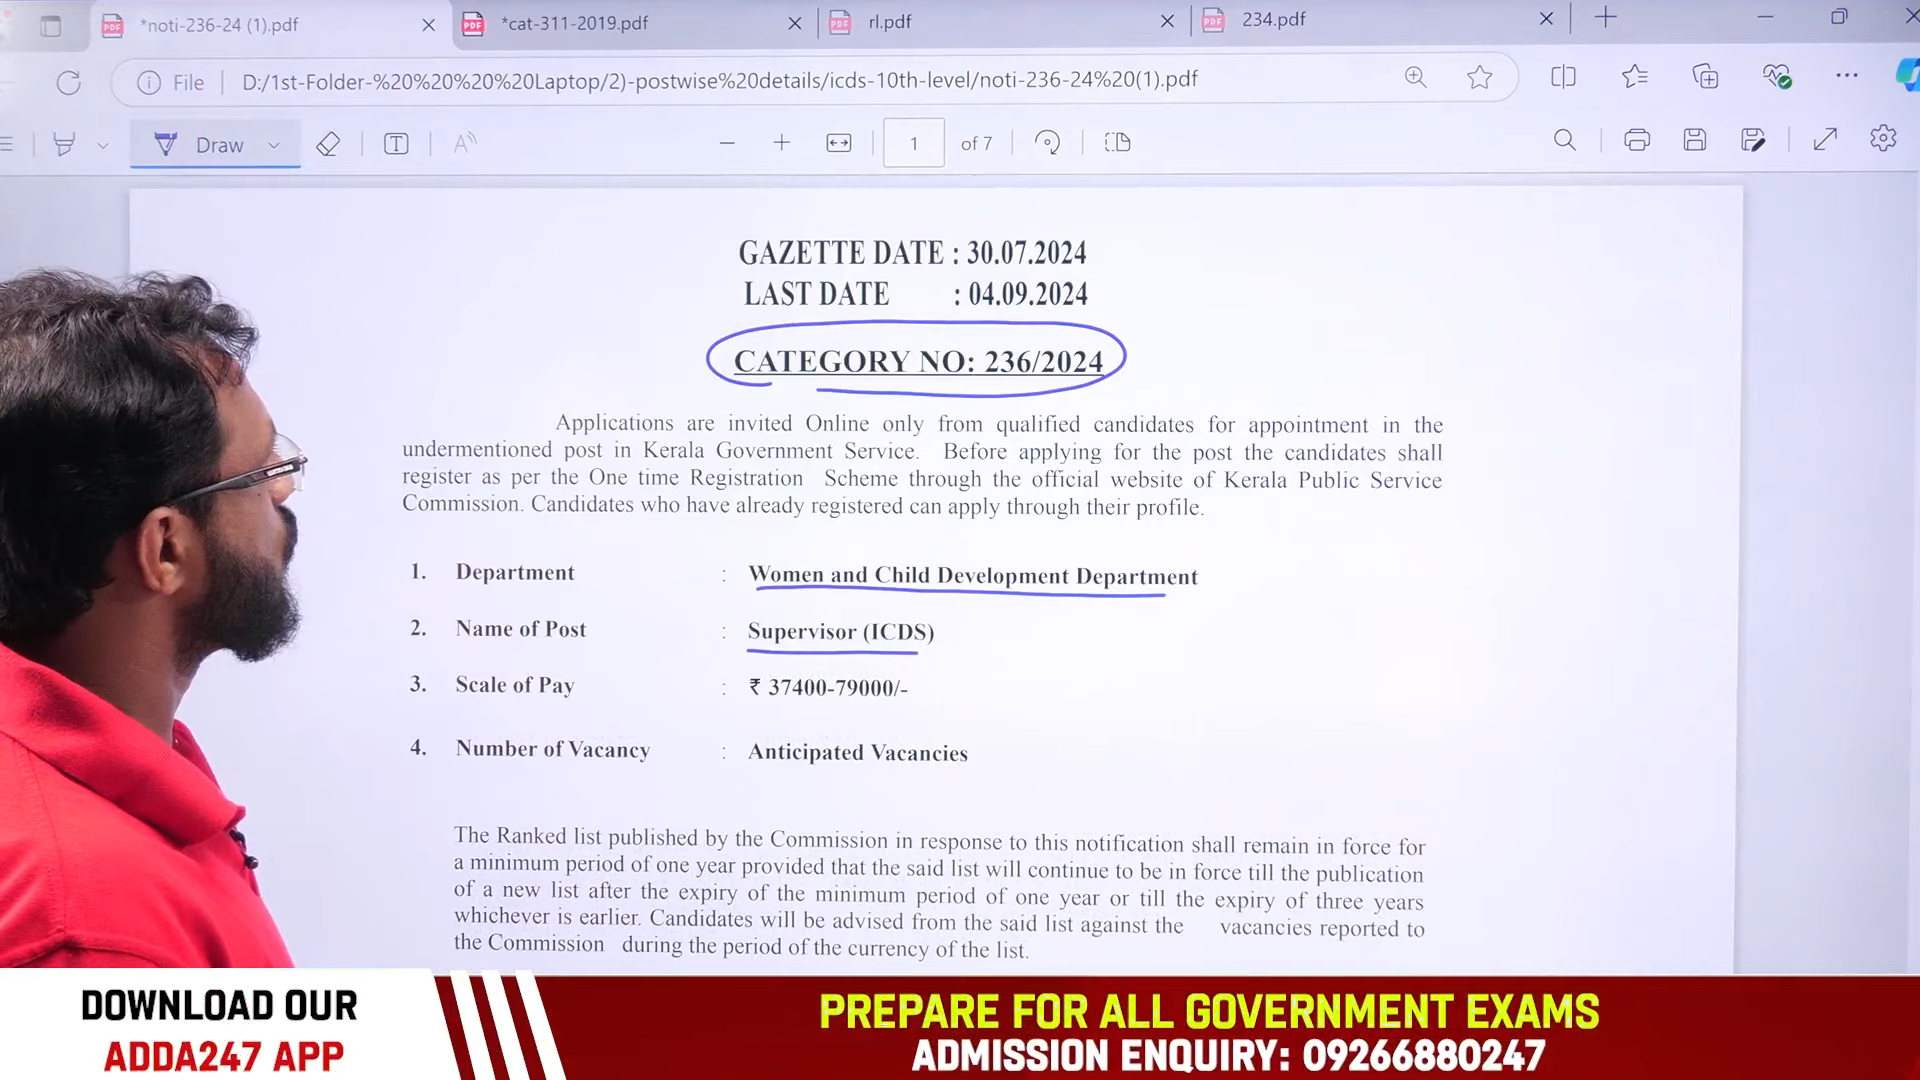 *noti-236-24 (1).pdf
*cat-311-2019.pdf
rl.pdf
234.pdf
File
D:/1st-Folder-%20%20%20%20Laptop/2)-postwise%20details/icds-10th-level/noti-236-24%20(1).pdf
Draw
1 of 7
GAZETTE DATE : 30.07.2024
LAST DATE : 04.09.2024
CATEGORY NO: 236/2024
Applications are invited Online only from qualified candidates for appointment in the
undermentioned post in Kerala Government Service. Before applying for the post the candidates shall
register as per the One time Registration Scheme through the official website of Kerala Public Service
Commission. Candidates who have already registered can apply through their profile.
1. Department : Women and Child Development Department
2. Name of Post : Supervisor (ICDS)
3. Scale of Pay : ₹ 37400-79000/-
4. Number of Vacancy : Anticipated Vacancies
The Ranked list published by the Commission in response to this notification shall remain in force for
a minimum period of one year provided that the said list will continue to be in force till the publication
of a new list after the expiry of the minimum period of one year or till the expiry of three years
whichever is earlier. Candidates will be advised from the said list against the vacancies reported to
the Commission during the period of the currency of the list.
DOWNLOAD OUR
ADDA247 APP
PREPARE FOR ALL GOVERNMENT EXAMS
ADMISSION ENQUIRY: 09266880247